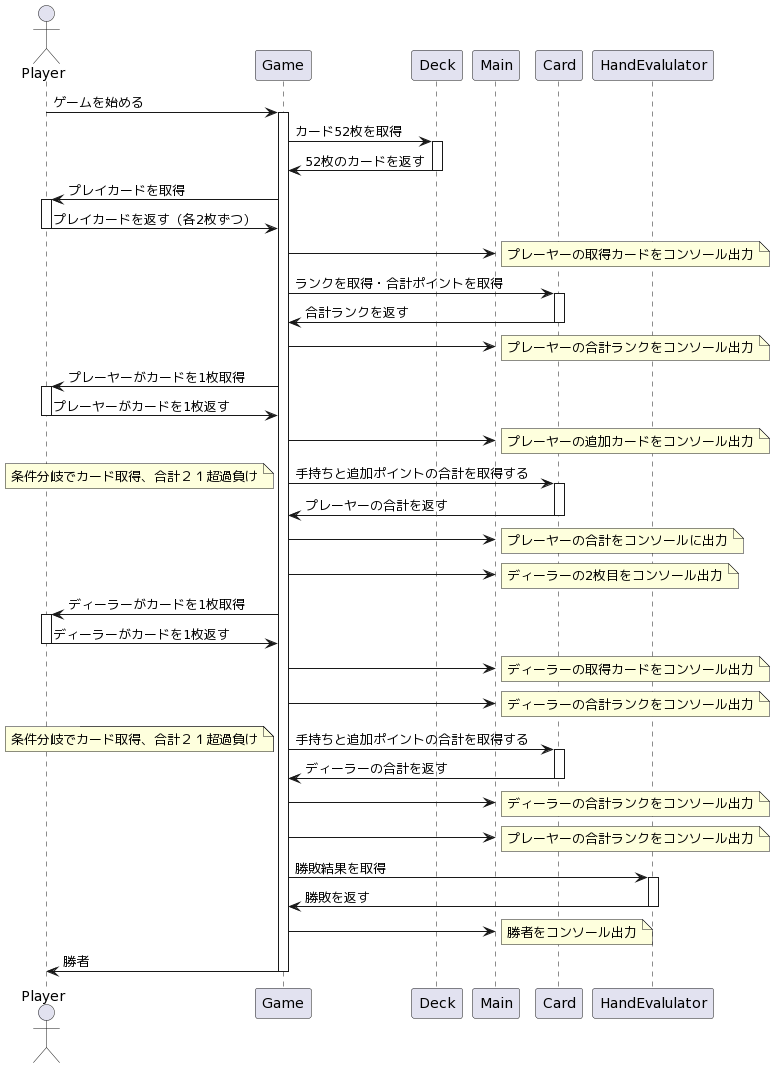 Player
Game
Deck
Main
Card
HandEvalulator
ゲームを始める
カード52枚を取得
52枚のカードを返す
プレイカードを取得
プレイカードを返す（各2枚ずつ）
プレーヤーの取得カードをコンソール出力
ランクを取得・合計ポイントを取得
合計ランクを返す
プレーヤーの合計ランクをコンソール出力
プレーヤーがカードを1枚取得
プレーヤーがカードを1枚返す
プレーヤーの追加カードをコンソール出力
条件分岐でカード取得、合計２１超過負け
手持ちと追加ポイントの合計を取得する
プレーヤーの合計を返す
プレーヤーの合計をコンソールに出力
ディーラーの2枚目をコンソール出力
ディーラーがカードを1枚取得
ディーラーがカードを1枚返す
ディーラーの取得カードをコンソール出力
ディーラーの合計ランクをコンソール出力
条件分岐でカード取得、合計２１超過負け
手持ちと追加ポイントの合計を取得する
ディーラーの合計を返す
ディーラーの合計ランクをコンソール出力
プレーヤーの合計ランクをコンソール出力
勝敗結果を取得
勝敗を返す
勝者をコンソール出力
勝者
Player
Game
Deck
Main
Card
HandEvalulator